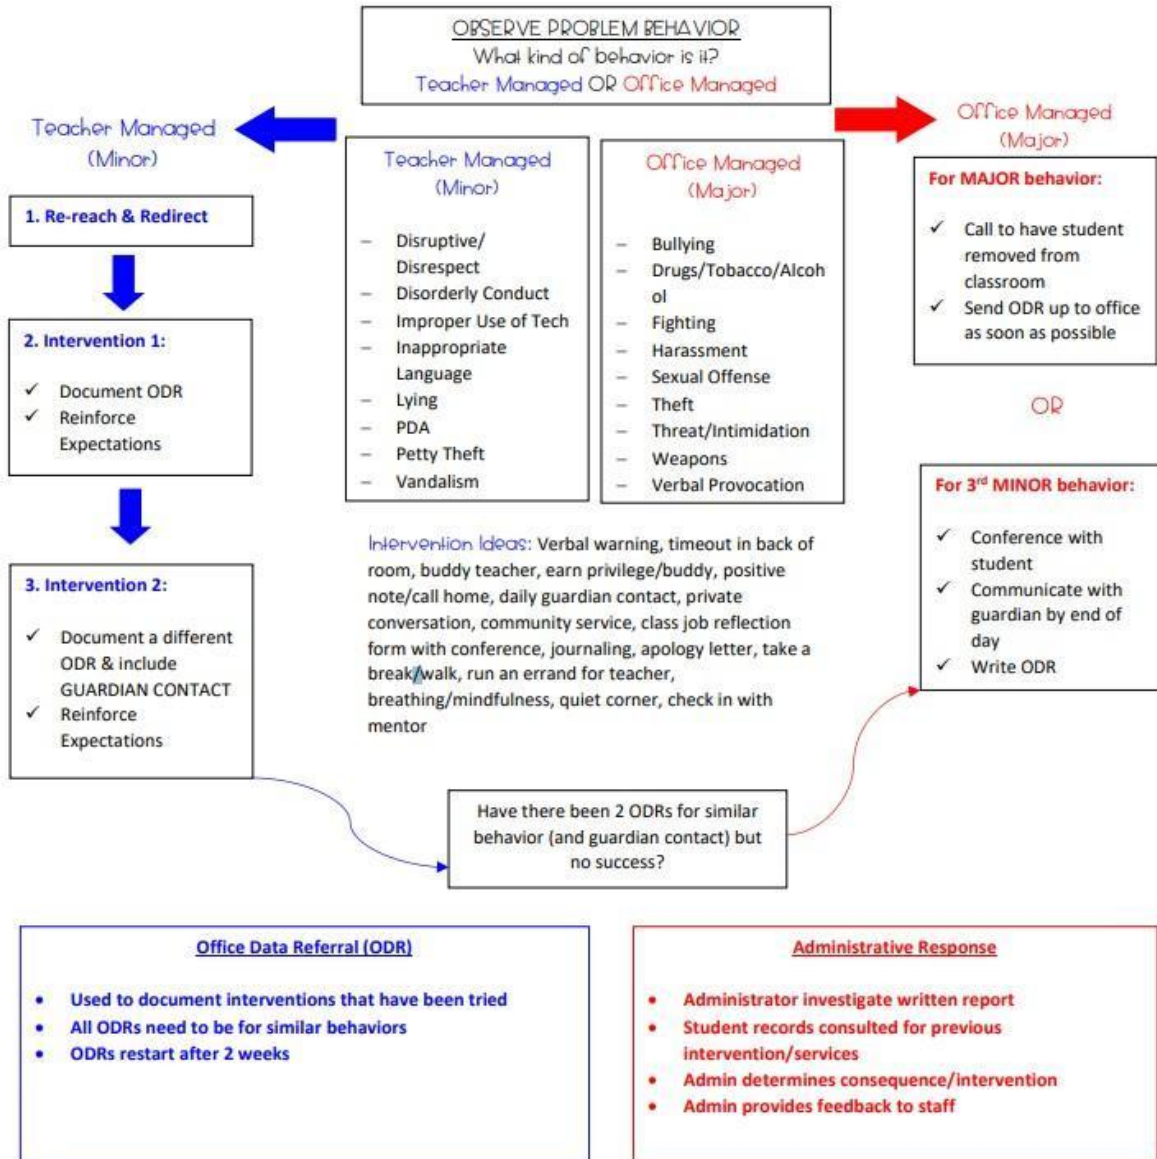 OBSERVE PROBLEM BEHAVIOR
What kind of behavior is it?
Teacher Managed OR Office Managed
Teacher Managed
(Minor)
1. Re-reach & Redirect
2. Intervention 1:
✓ Document ODR
✓ Reinforce
Expectations
3. Intervention 2:
✓ Document a different
ODR & include
GUARDIAN CONTACT
✓ Reinforce
Expectations
Teacher Managed
(Minor)
– Disruptive/
Disrespect
– Disorderly Conduct
– Improper Use of Tech
– Inappropriate
Language
– Lying
– PDA
– Petty Theft
– Vandalism
Office Managed
(Major)
– Bullying
– Drugs/Tobacco/Alcoh
ol
– Fighting
– Harassment
– Sexual Offense
– Theft
– Threat/Intimidation
– Weapons
– Verbal Provocation
Office Managed
(Major)
For MAJOR behavior:
✓ Call to have student
removed from
classroom
✓ Send ODR up to office
as soon as possible
OR
For 3rd MINOR behavior:
✓ Conference with
student
✓ Communicate with
guardian by end of
day
✓ Write ODR
Intervention Ideas: Verbal warning, timeout in back of
room, buddy teacher, earn privilege/buddy, positive
note/call home, daily guardian contact, private
conversation, community service, class job reflection
form with conference, journaling, apology letter, take a
break/walk, run an errand for teacher,
breathing/mindfulness, quiet corner, check in with
mentor
Have there been 2 ODRs for similar
behavior (and guardian contact) but
no success?
Office Data Referral (ODR)
• Used to document interventions that have been tried
• All ODRs need to be for similar behaviors
• ODRs restart after 2 weeks
Administrative Response
• Administrator investigate written report
• Student records consulted for previous
intervention/services
• Admin determines consequence/intervention
• Admin provides feedback to staff